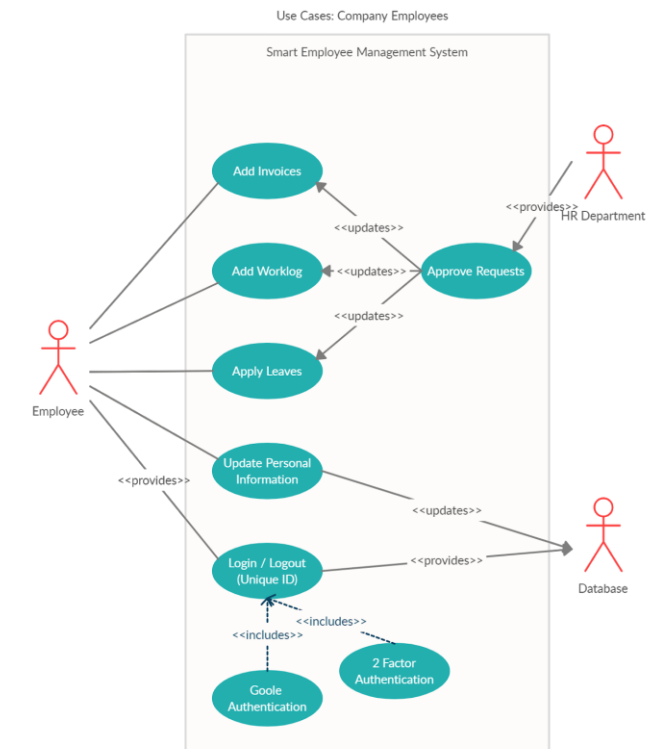 Use Cases: Company Employees
Smart Employee Management System
Add Invoices
<<provides>>
HR Department
<<updates>>
Add Worklog
<<updates>>
Approve Requests
<<updates>>
Apply Leaves
Employee
Update Personal
Information
<<provides>>
<<updates>>
Login / Logout
(Unique ID)
<<provides>>
Database
<<includes>>
<<includes>>
2 Factor
Authentication
Goole
Authentication